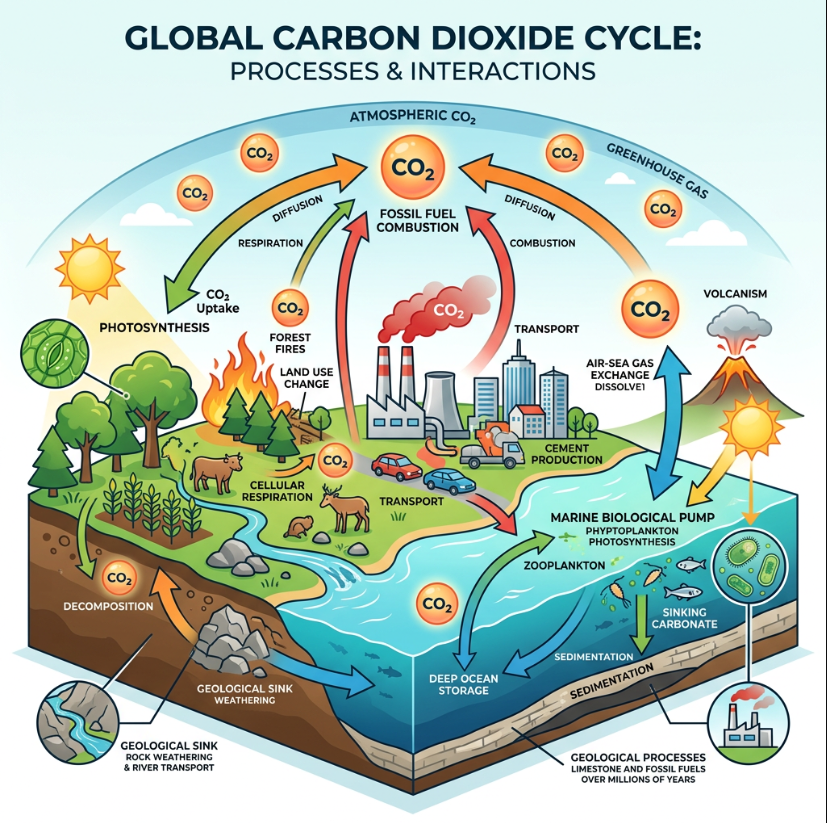 GLOBAL CARBON DIOXIDE CYCLE:
PROCESSES & INTERACTIONS
ATMOSPHERIC CO₂
GREENHOUSE GAS
CO₂
CO₂
CO₂
CO₂
CO₂
DIFFUSION
DIFFUSION
RESPIRATION
FOSSIL FUEL
COMBUSTION
COMBUSTION
CO₂
Uptake
PHOTOSYNTHESIS
CO₂
FOREST
FIRES
CO₂
CO₂
VOLCANISM
TRANSPORT
LAND USE
CHANGE
AIR-SEA GAS
EXCHANGE
DISSOLVE!
CEMENT
PRODUCTION
CO₂
CELLULAR
RESPIRATION
TRANSPORT
MARINE BIOLOGICAL PUMP
PHYPTOPLANKTON
PHOTOSYNTHESIS
ZOOPLANKTON
CO₂
DECOMPOSITION
CO₂
SINKING
CARBONATE
SEDIMENTATION
SEDIMENTATION
DEEP OCEAN
STORAGE
GEOLOGICAL SINK
WEATHERING
GEOLOGICAL SINK
ROCK WEATHERING
& RIVER TRANSPORT
GEOLOGICAL PROCESSES
LIMESTONE AND FOSSIL FUELS
OVER MILLIONS OF YEARS